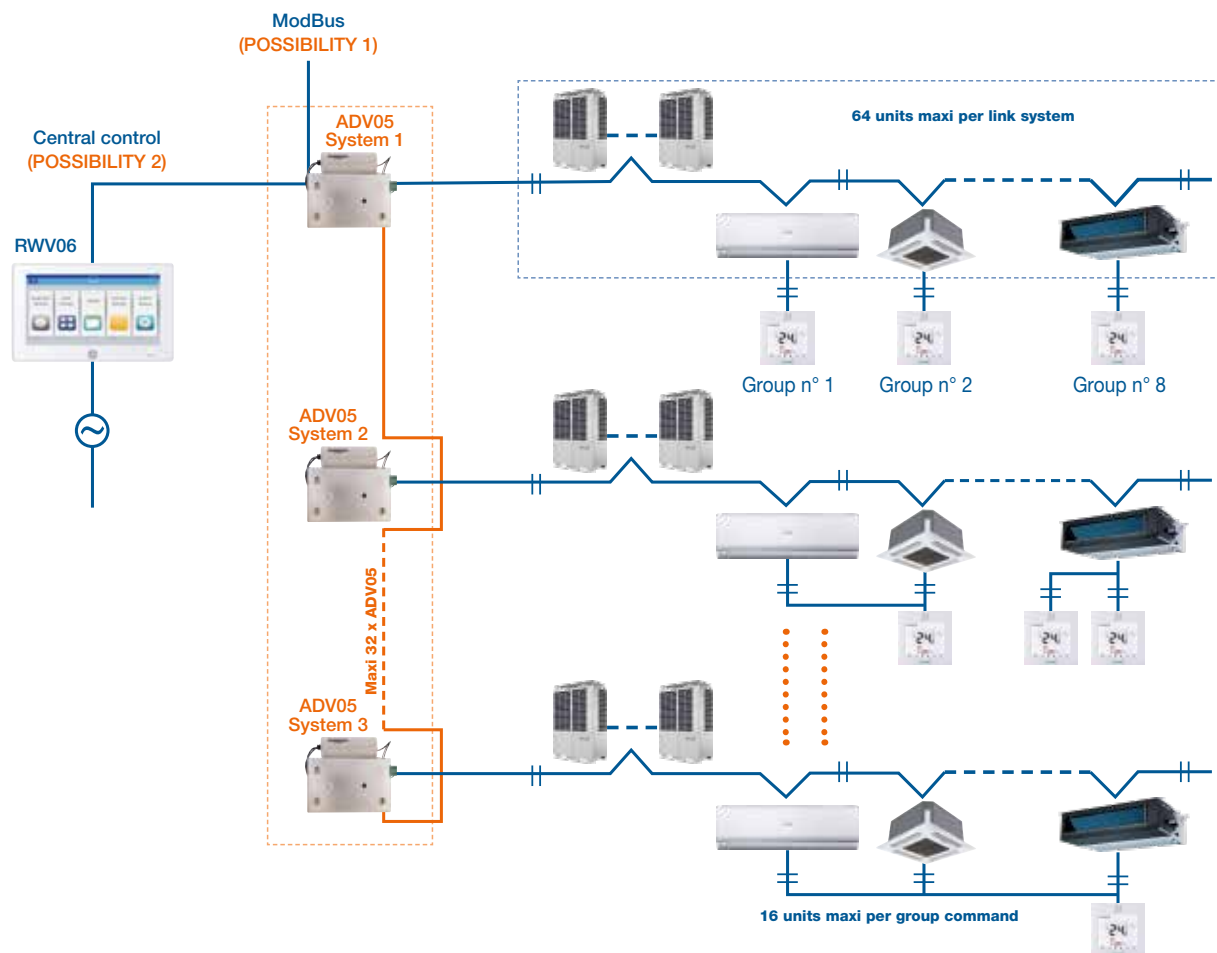 ModBus
(POSSIBILITY 1)
Central control
(POSSIBILITY 2)
RWV06
ADV05
System 1
64 units maxi per link system
Group n° 1
Group n° 2
Group n° 8
ADV05
System 2
Maxi 32 x ADV05
ADV05
System 3
16 units maxi per group command